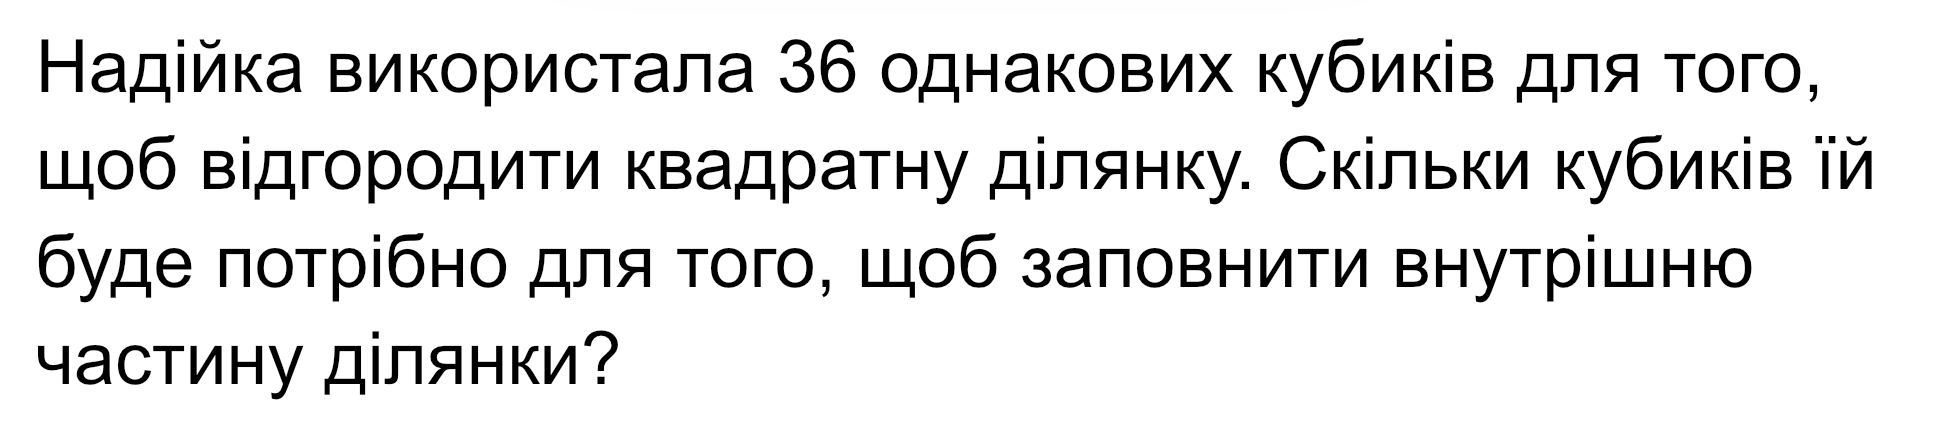 Надійка використала 36 однакових кубиків для того,
щоб відгородити квадратну ділянку. Скільки кубиків їй
буде потрібно для того, щоб заповнити внутрішню
частину ділянки?